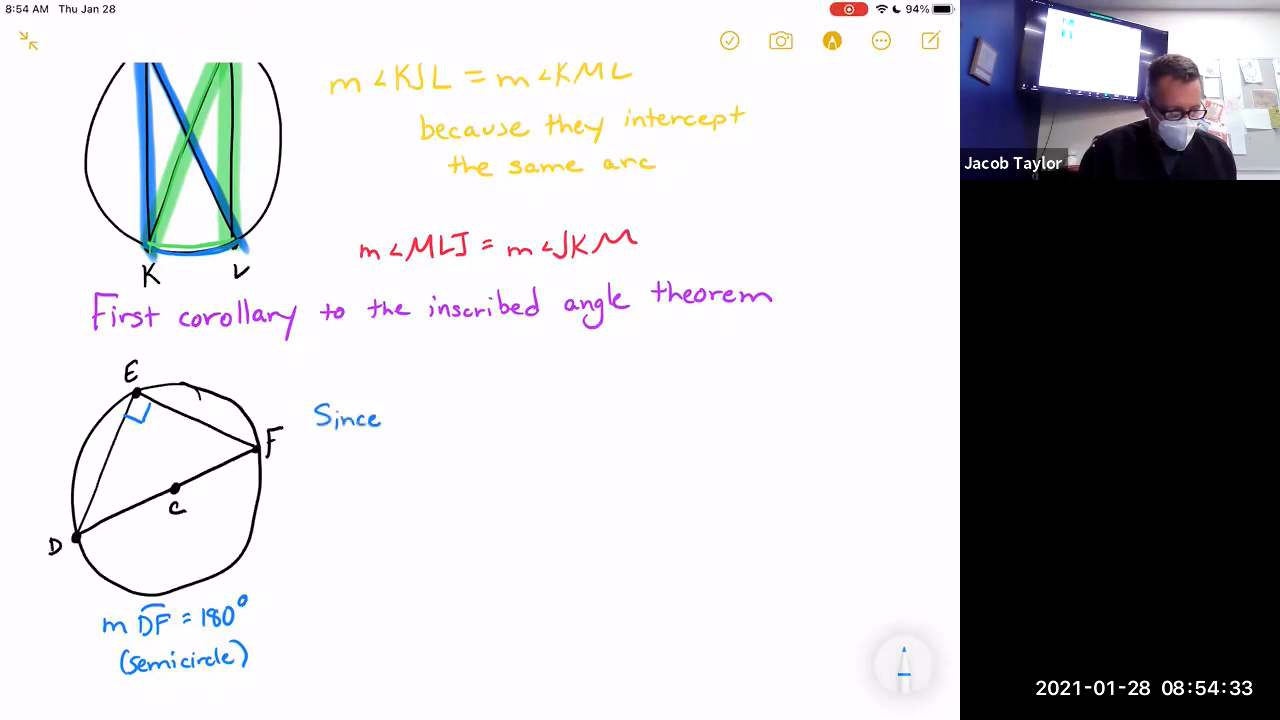 8:54 AM Thu Jan 28
94%
m∠KJL = m∠KML
because they intercept
the same arc
Jacob Taylor
m∠MLJ = m∠JKM
K
L
First corollary to the inscribed angle theorem
E
Since
F
C
D
m D͡F = 180°
(semicircle)
2021-01-28 08:54:33